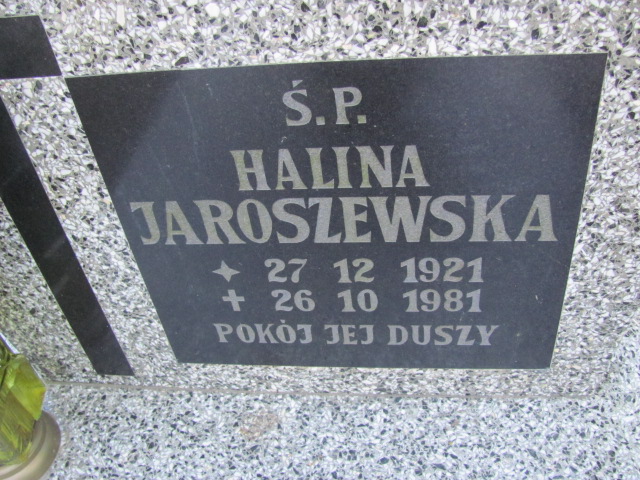 Ś.P.
HALINA
JAROSZEWSKA
27 12 1921
26 10 1981
POKÓJ JEJ DUSZY